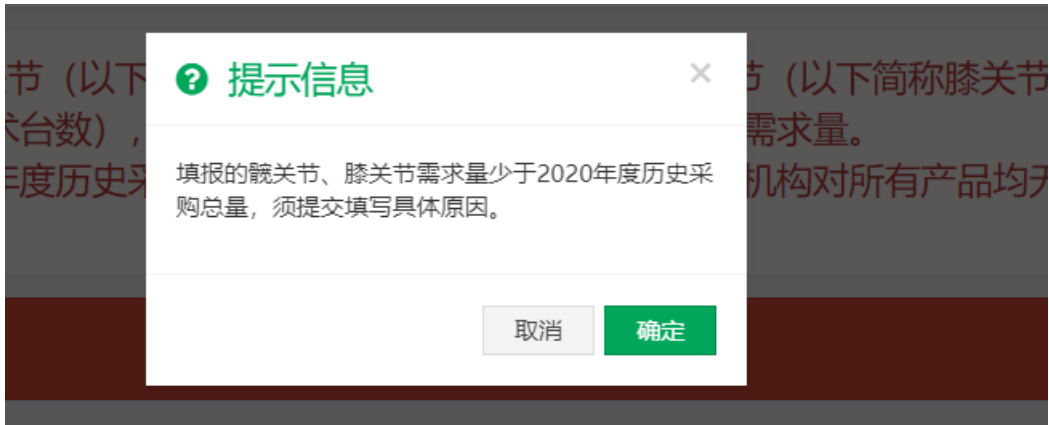 节（以下
节（以下简称膝关节
术台数），
需求量。
年度历史采
机构对所有产品均无
提示信息
填报的髋关节、膝关节需求量少于2020年度历史采
购总量，须提交填写具体原因。
取消
确定